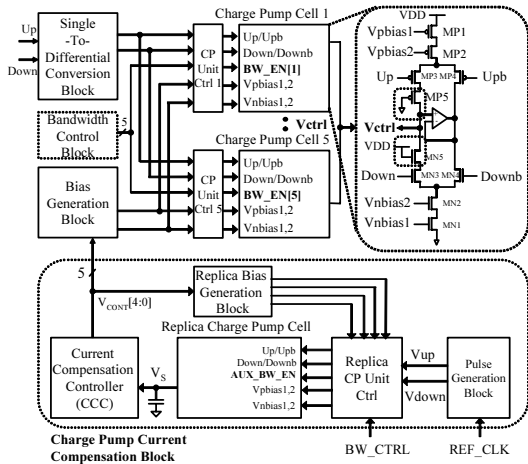 Single
-To-
Differential
Conversion
Block
Up
Down
Bandwidth
Control
Block
5
Bias
Generation
Block
CP
Unit
Ctrl 1
CP
Unit
Ctrl 5
Charge Pump Cell 1
Up/Upb
Down/Downb
BW_EN[1]
Vpbias1,2
Vnbias1,2
Vctrl
Charge Pump Cell 5
Up/Upb
Down/Downb
BW_EN[5]
Vpbias1,2
Vnbias1,2
VDD
Vpbias1
MP1
Vpbias2
MP2
Up
MP3
MP4
Upb
MP5
Vctrl
VDD
MN5
Down
MN3
MN4
Downb
Vnbias2
MN2
Vnbias1
MN1
5
VCONT[4:0]
Replica Bias
Generation
Block
Replica Charge Pump Cell
Current
Compensation
Controller
(CCC)
VS
Up/Upb
Down/Downb
AUX_BW_EN
Vpbias1,2
Vnbias1,2
Replica
CP Unit
Ctrl
Vup
Vdown
Pulse
Generation
Block
Charge Pump Current
Compensation Block
BW_CTRL
REF_CLK